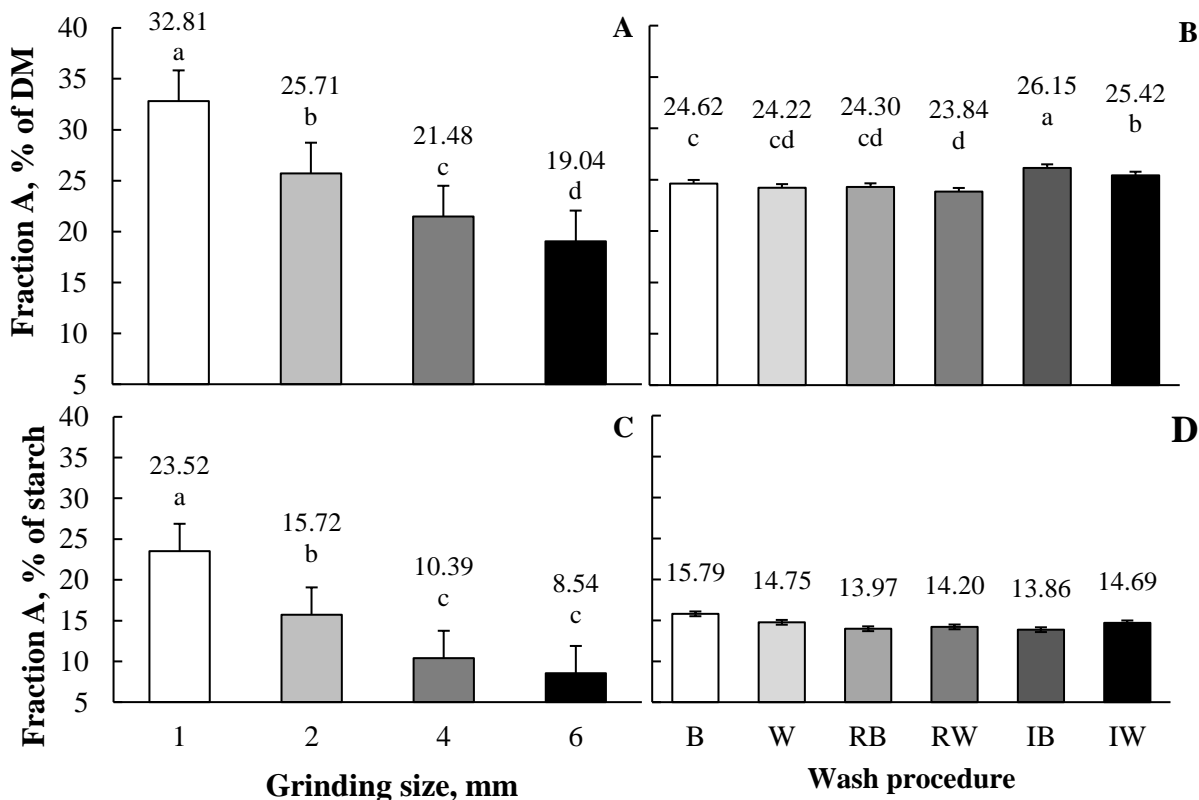 A
Fraction A, % of DM
40
35
30
25
20
15
10
5
32.81
a
25.71
b
21.48
c
19.04
d
B
24.62
c
24.22
cd
24.30
cd
23.84
d
26.15
a
25.42
b
C
Fraction A, % of starch
40
35
30
25
20
15
10
5
23.52
a
15.72
b
10.39
c
8.54
c
1 2 4 6
Grinding size, mm
D
15.79 14.75 13.97 14.20 13.86 14.69
B W RB RW IB IW
Wash procedure